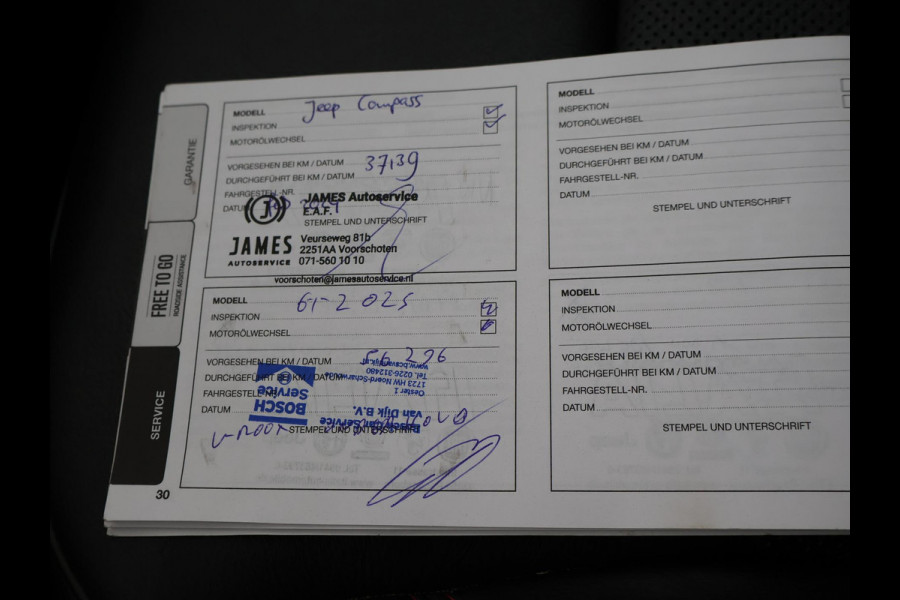 GARANTIE
FREE TO GO
ROADSIDE ASSISTANCE
SERVICE
30
MODELL Jeep Compass
INSPEKTION
MOTORÖLWECHSEL
VORGESEHEN BEI KM / DATUM
DURCHGEFÜHRT BEI KM / DATUM
FAHRGESTELL-NR.
DATUM
JAMES Autoservice
E.A.F.
STEMPEL UND UNTERSCHRIFT
JAMES
AUTOSERVICE
Veurseweg 81b
2251AA Voorschoten
071-560 10 10
voorschoten@jamesautoservice.nl
MODELL
INSPEKTION
MOTORÖLWECHSEL
VORGESEHEN BEI KM / DATUM
DURCHGEFÜHRT BEI KM / DATUM
FAHRGESTELL-NR.
DATUM
STEMPEL UND UNTERSCHRIFT
BOSCH
Service
van Dijk B.V.
Oester 1
1723 HW Noord-Scharwoude
Tel. 0226-312480
MODELL
INSPEKTION
MOTORÖLWECHSEL
VORGESEHEN BEI KM / DATUM
DURCHGEFÜHRT BEI KM / DATUM
FAHRGESTELL-NR.
DATUM
STEMPEL UND UNTERSCHRIFT
MODELL
INSPEKTION
MOTORÖLWECHSEL
VORGESEHEN BEI KM / DATUM
DURCHGEFÜHRT BEI KM / DATUM
FAHRGESTELL-NR.
DATUM
STEMPEL UND UNTERSCHRIFT